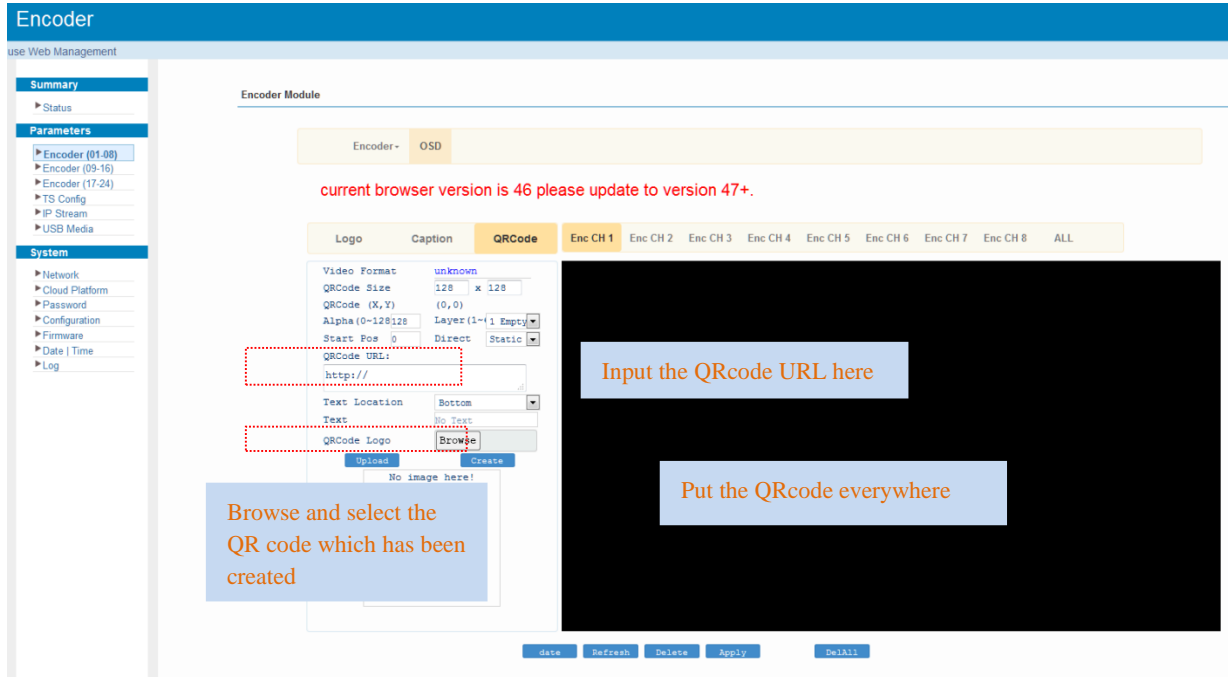 Encoder
use Web Management
Summary
Status
Parameters
Encoder (01-08)
Encoder (09-16)
Encoder (17-24)
TS Config
IP Stream
USB Media
System
Network
Cloud Platform
Password
Configuration
Firmware
Date | Time
Log
Encoder Module
Encoder OSD
current browser version is 46 please update to version 47+.
Logo Caption QRCode Enc CH 1 Enc CH 2 Enc CH 3 Enc CH 4 Enc CH 5 Enc CH 6 Enc CH 7 Enc CH 8 ALL
Video Format unknown
QRCode Size 128 x 128
QRCode (X,Y) (0,0)
Alpha(0~128 128 Layer(1~ 1 Empty
Start Pos 0 Direct Static
QRCode URL:
http://
Text Location Bottom
Text No Text
QRCode Logo Browse
Upload Create
No image here!
Input the QRcode URL here
Put the QRcode everywhere
Browse and select the
QR code which has been
created
date Refresh Delete Apply DelAll